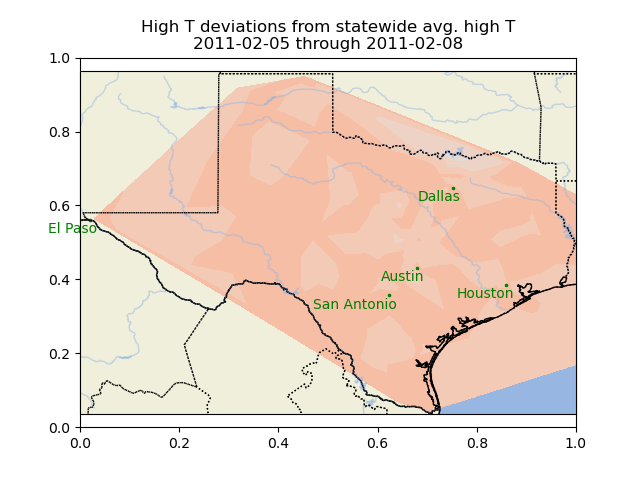 High T deviations from statewide avg. high T
2011-02-05 through 2011-02-08
1.0
0.8
0.6
0.4
0.2
0.0
Dallas
El Paso
Austin
Houston
San Antonio
0.0 0.2 0.4 0.6 0.8 1.0